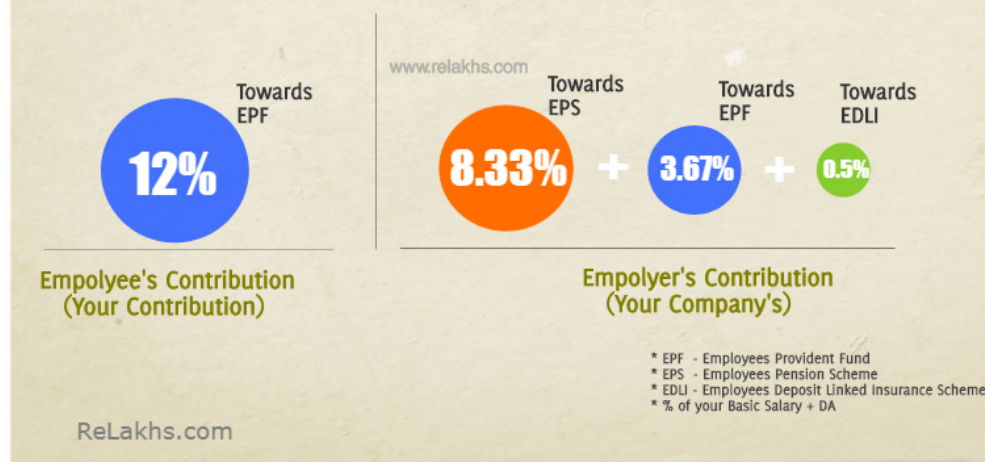 Towards
EPF
12%
Empolyee's Contribution
(Your Contribution)
www.relakhs.com
Towards
EPS
8.33%
+
Towards
EPF
3.67%
+
Towards
EDLI
0.5%
Empolyer's Contribution
(Your Company's)
* EPF - Employees Provident Fund
* EPS - Employees Pension Scheme
* EDLI - Employees Deposit Linked Insurance Scheme
* % of your Basic Salary + DA
ReLakhs.com